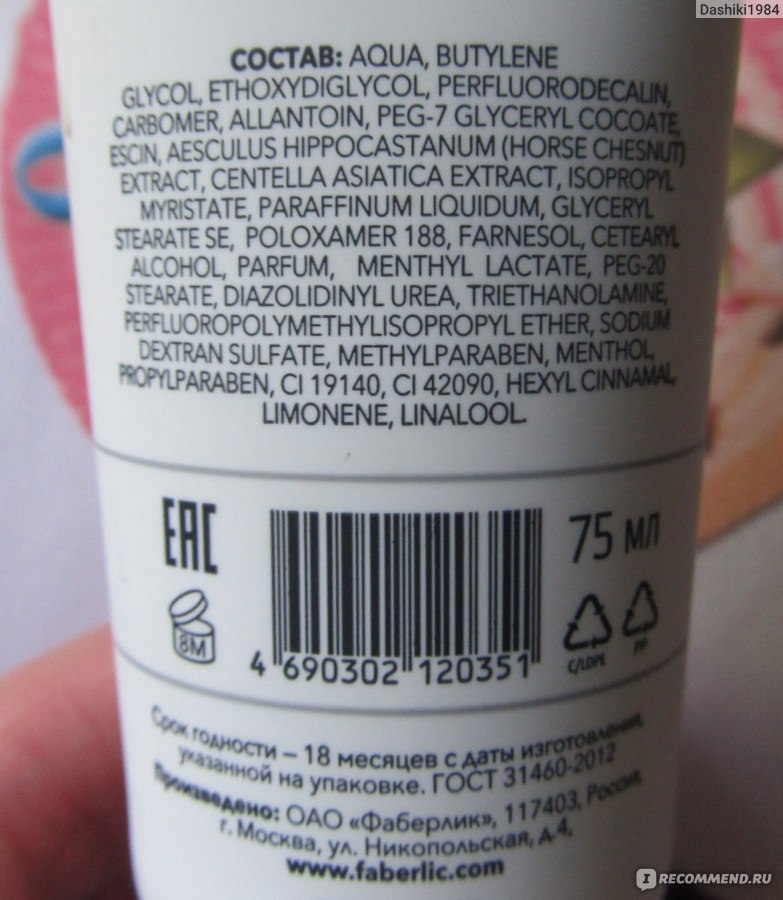 Dashiki1984
СОСТАВ: AQUA, BUTYLENE
GLYCOL, ETHOXYDIGLYCOL, PERFLUORODECALIN,
CARBOMER, ALLANTOIN, PEG-7 GLYCERYL COCOATE,
ESCIN, AESCULUS HIPPOCASTANUM (HORSE CHESNUT)
EXTRACT, CENTELLA ASIATICA EXTRACT, ISOPROPYL
MYRISTATE, PARAFFINUM LIQUIDUM, GLYCERYL
STEARATE SE, POLOXAMER 188, FARNESOL, CETEARYL
ALCOHOL, PARFUM, MENTHYL LACTATE, PEG-20
STEARATE, DIAZOLIDINYL UREA, TRIETHANOLAMINE,
PERFLUOROPOLYMETHYLISOPROPYL ETHER, SODIUM
DEXTRAN SULFATE, METHYLPARABEN, MENTHOL,
PROPYLPARABEN, CI 19140, CI 42090, HEXYL CINNAMAL,
LIMONENE, LINALOOL.
EAC
75 мл
8M
C/LDPE
PP
4 690302 120351
Срок годности – 18 месяцев с даты изготовления,
указанной на упаковке. ГОСТ 31460-2012
Произведено: ОАО «Фаберлик», 117403, Россия,
г. Москва, ул. Никопольская, д.4,
www.faberlic.com
IRECOMMEND.RU